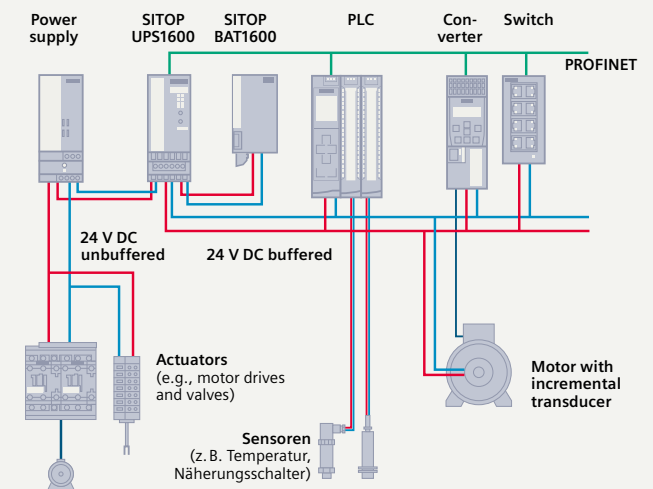 Power
supply
SITOP
UPS1600
SITOP
BAT1600
PLC
Con-
verter
Switch
PROFINET
24 V DC
unbuffered
24 V DC buffered
Actuators
(e.g., motor drives
and valves)
Motor with
incremental
transducer
Sensoren
(z. B. Temperatur,
Näherungsschalter)